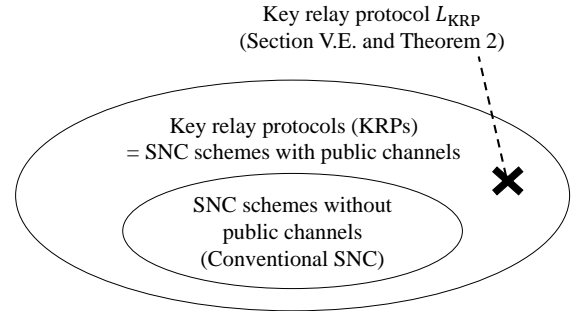 Key relay protocol L_KRP
(Section V.E. and Theorem 2)
Key relay protocols (KRPs)
= SNC schemes with public channels
SNC schemes without
public channels
(Conventional SNC)